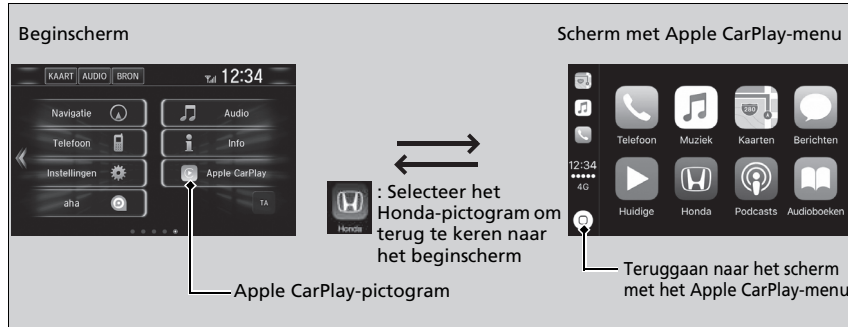 Beginscherm
Scherm met Apple CarPlay-menu
KAART AUDIO BRON 12:34
Navigatie
Audio
Telefoon
Info
Instellingen
Apple CarPlay
aha
TA
: Selecteer het
Honda-pictogram om
terug te keren naar
het beginscherm
Honda
Apple CarPlay-pictogram
12:34
4G
280
Telefoon Muziek Kaarten Berichten
Huidige Honda Podcasts Audioboeken
Teruggaan naar het scherm
met het Apple CarPlay-menu